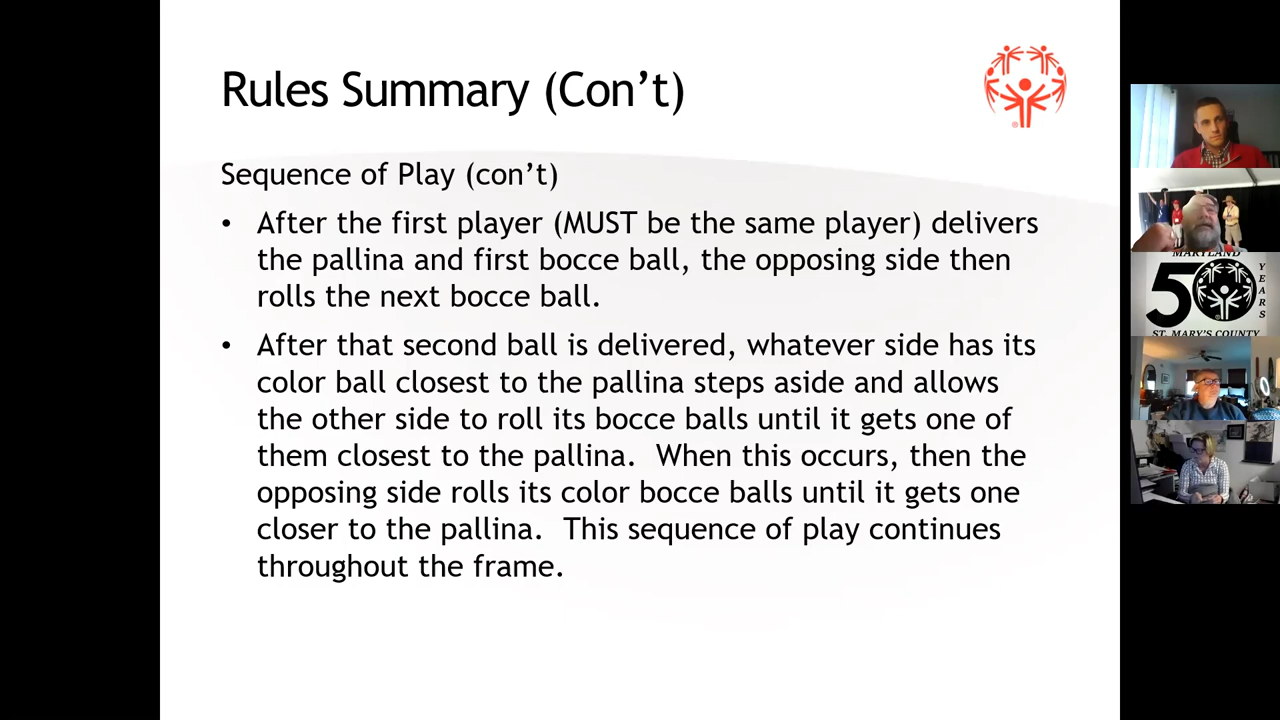 Rules Summary (Con’t)
Sequence of Play (con’t)
• After the first player (MUST be the same player) delivers
the pallina and first bocce ball, the opposing side then
rolls the next bocce ball.
• After that second ball is delivered, whatever side has its
color ball closest to the pallina steps aside and allows
the other side to roll its bocce balls until it gets one of
them closest to the pallina.  When this occurs, then the
opposing side rolls its color bocce balls until it gets one
closer to the pallina.  This sequence of play continues
throughout the frame.
®
MARYLAND
50
YEARS
ST. MARY'S COUNTY